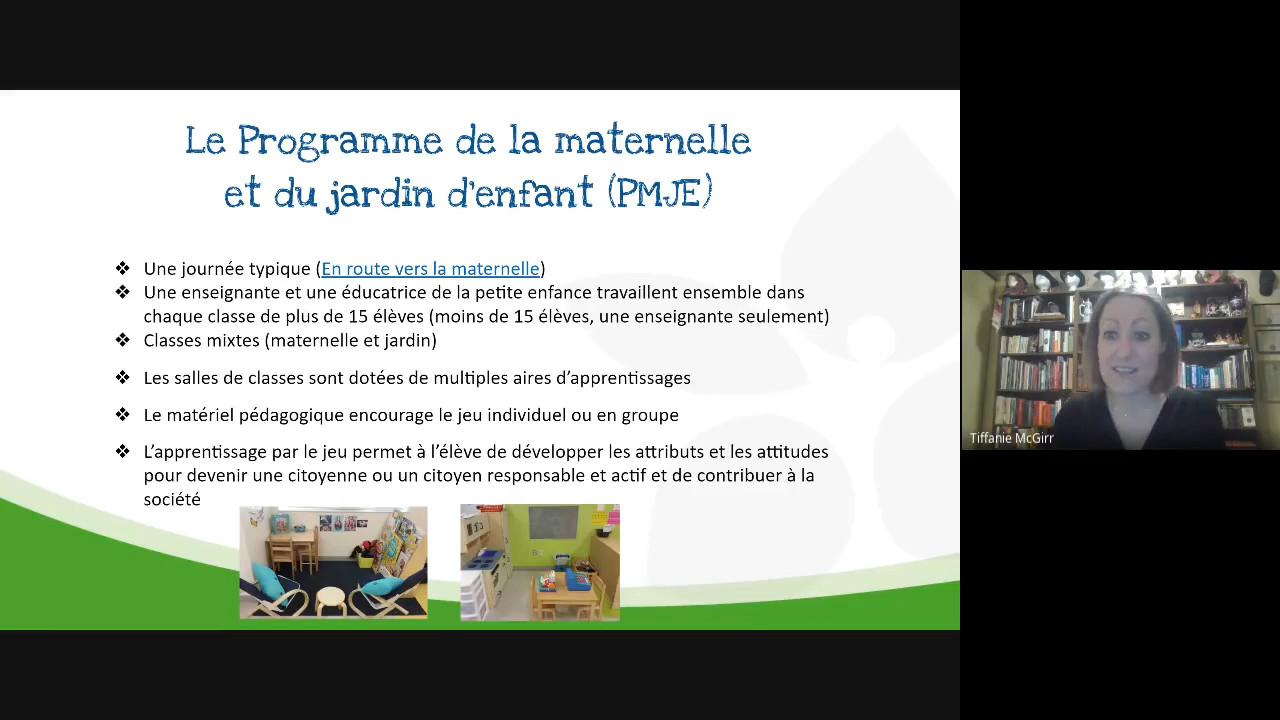 Le Programme de la maternelle
et du jardin d'enfant (PMJE)
❖ Une journée typique (En route vers la maternelle)
❖ Une enseignante et une éducatrice de la petite enfance travaillent ensemble dans
chaque classe de plus de 15 élèves (moins de 15 élèves, une enseignante seulement)
❖ Classes mixtes (maternelle et jardin)
❖ Les salles de classes sont dotées de multiples aires d’apprentissages
❖ Le matériel pédagogique encourage le jeu individuel ou en groupe
❖ L’apprentissage par le jeu permet à l’élève de développer les attributs et les attitudes
pour devenir une citoyenne ou un citoyen responsable et actif et de contribuer à la
société
Tiffanie McGirr